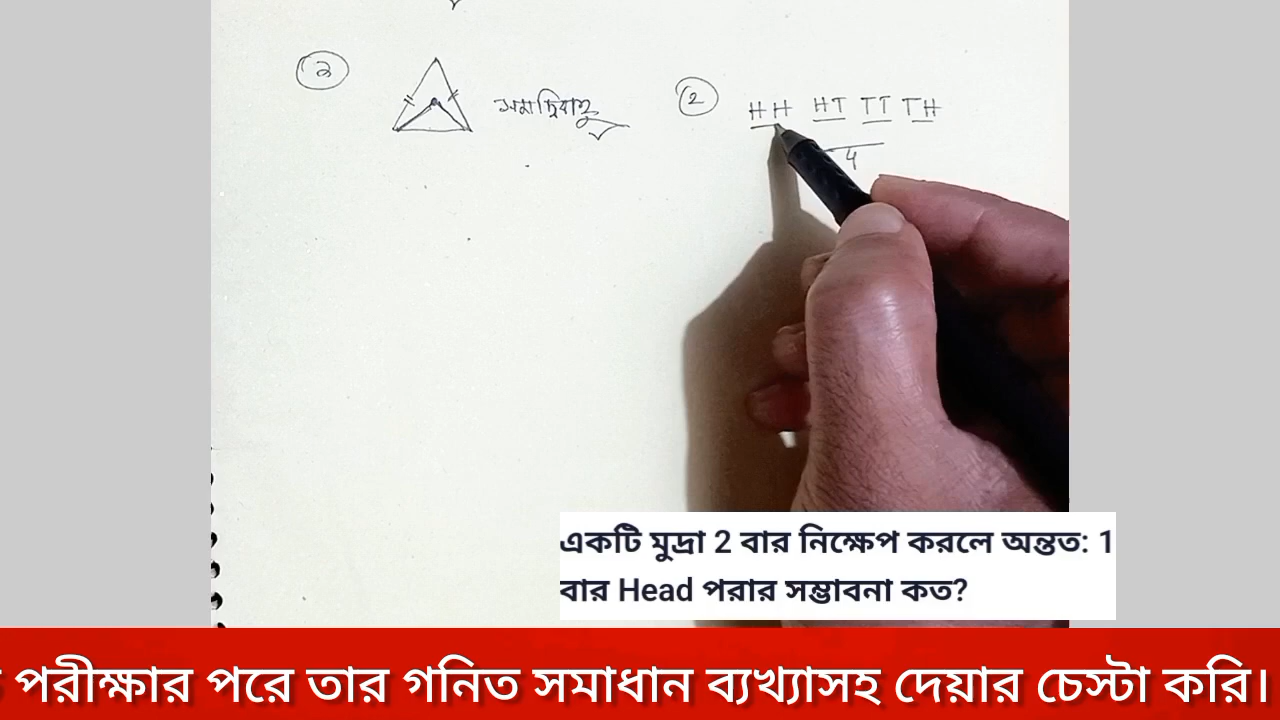 ২
সমদ্বিবাহু
2
HH HT TT TH
4
একটি মুদ্রা 2 বার নিক্ষেপ করলে অন্তত: 1
বার Head পরার সম্ভাবনা কত?
পরীক্ষার পরে তার গনিত সমাধান ব্যখ্যাসহ দেয়ার চেস্টা করি।